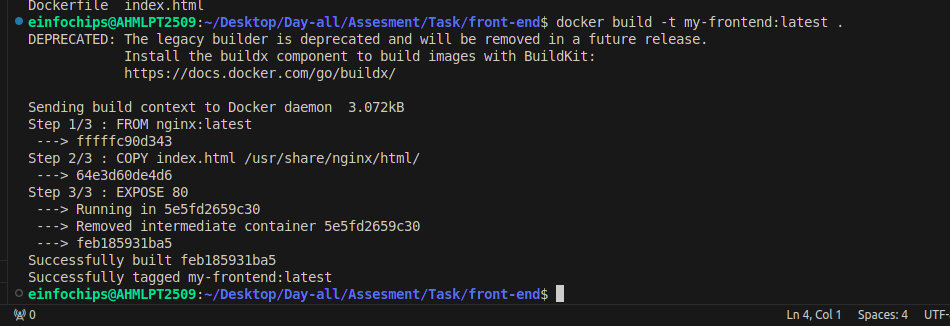 Dockerfile  index.html
einfochips@AHMLPT2509:~/Desktop/Day-all/Assesment/Task/front-end$ docker build -t my-frontend:latest .
DEPRECATED: The legacy builder is deprecated and will be removed in a future release.
            Install the buildx component to build images with BuildKit:
            https://docs.docker.com/go/buildx/

Sending build context to Docker daemon  3.072kB
Step 1/3 : FROM nginx:latest
 ---> fffffc90d343
Step 2/3 : COPY index.html /usr/share/nginx/html/
 ---> 64e3d60de4d6
Step 3/3 : EXPOSE 80
 ---> Running in 5e5fd2659c30
 ---> Removed intermediate container 5e5fd2659c30
 ---> feb185931ba5
Successfully built feb185931ba5
Successfully tagged my-frontend:latest
einfochips@AHMLPT2509:~/Desktop/Day-all/Assesment/Task/front-end$
0 Ln 4, Col 1 Spaces: 4 UTF-